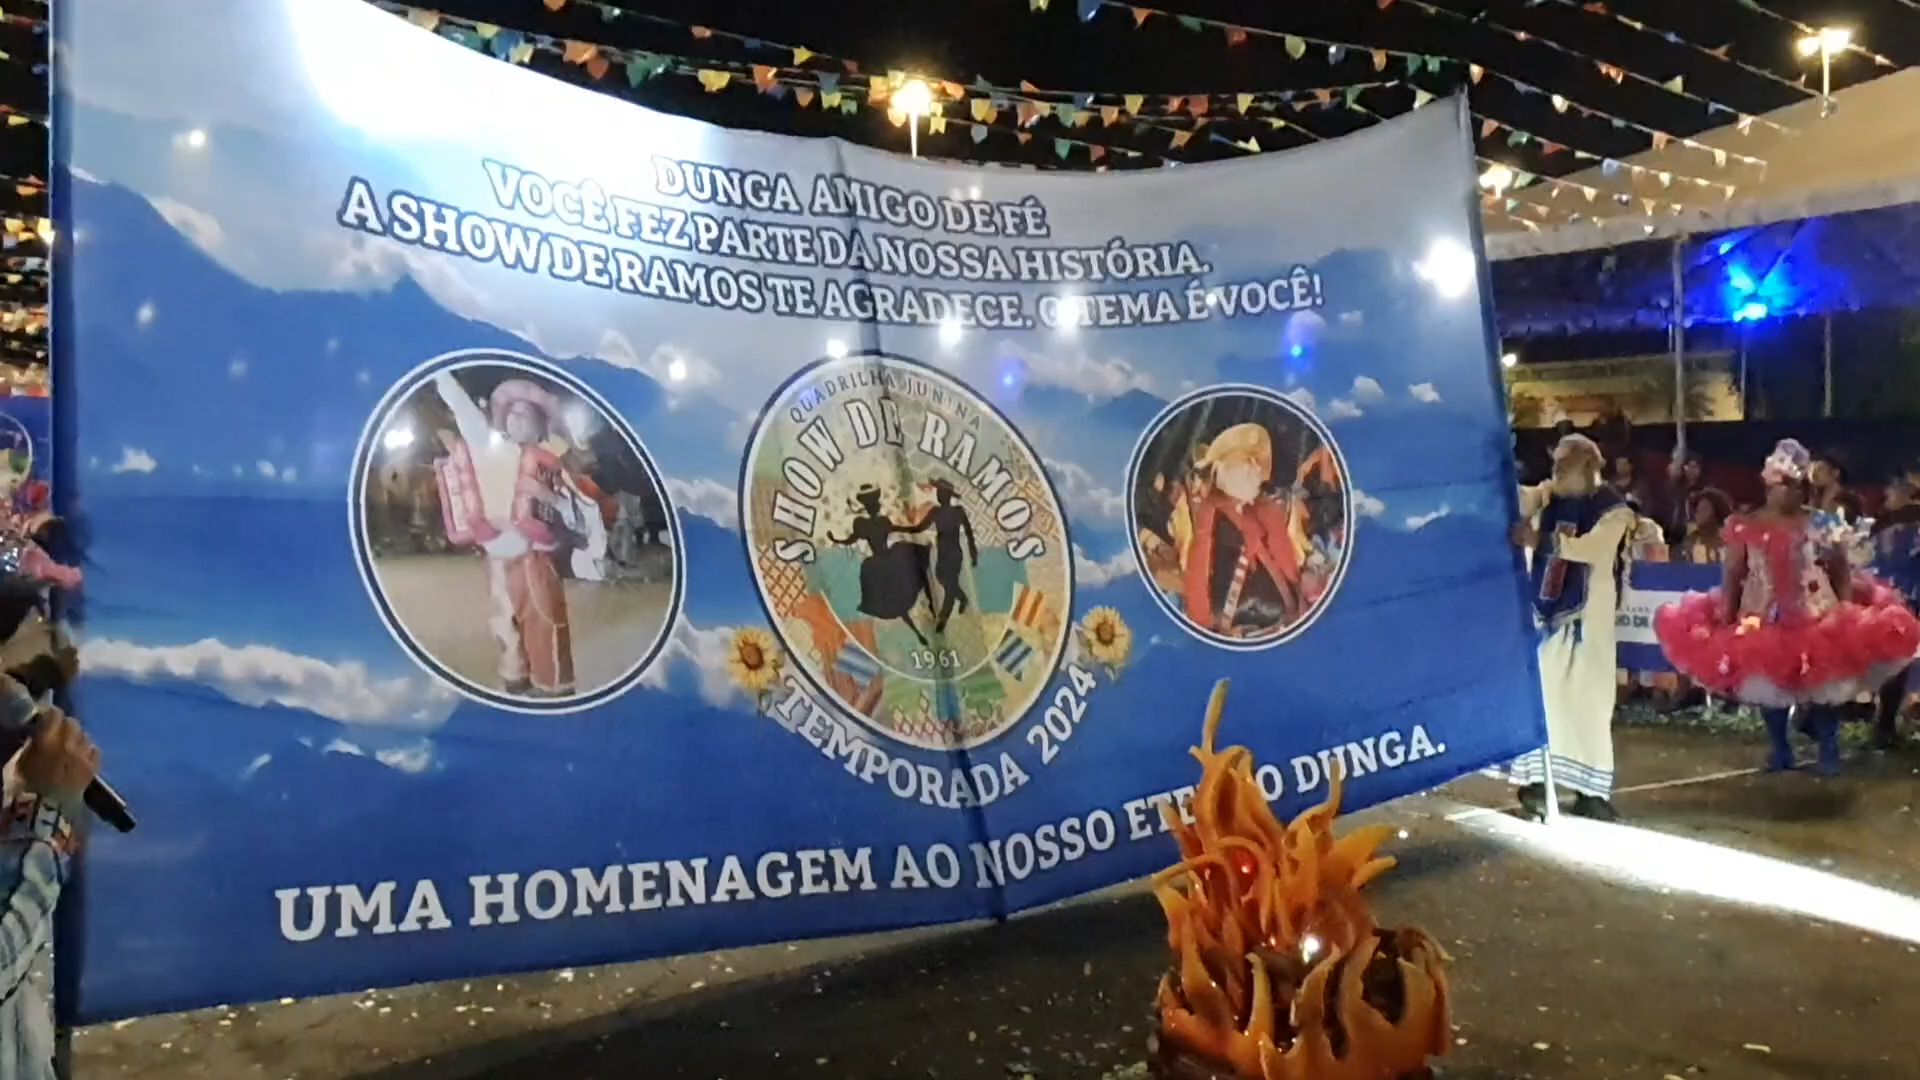 DUNGA AMIGO DE FÉ
VOCÊ FEZ PARTE DA NOSSA HISTÓRIA.
A SHOW DE RAMOS TE AGRADECE. O TEMA É VOCÊ!
QUADRILHA JUNINA
SHOW DE RAMOS
1961
TEMPORADA 2024
UMA HOMENAGEM AO NOSSO ETERNO DUNGA.